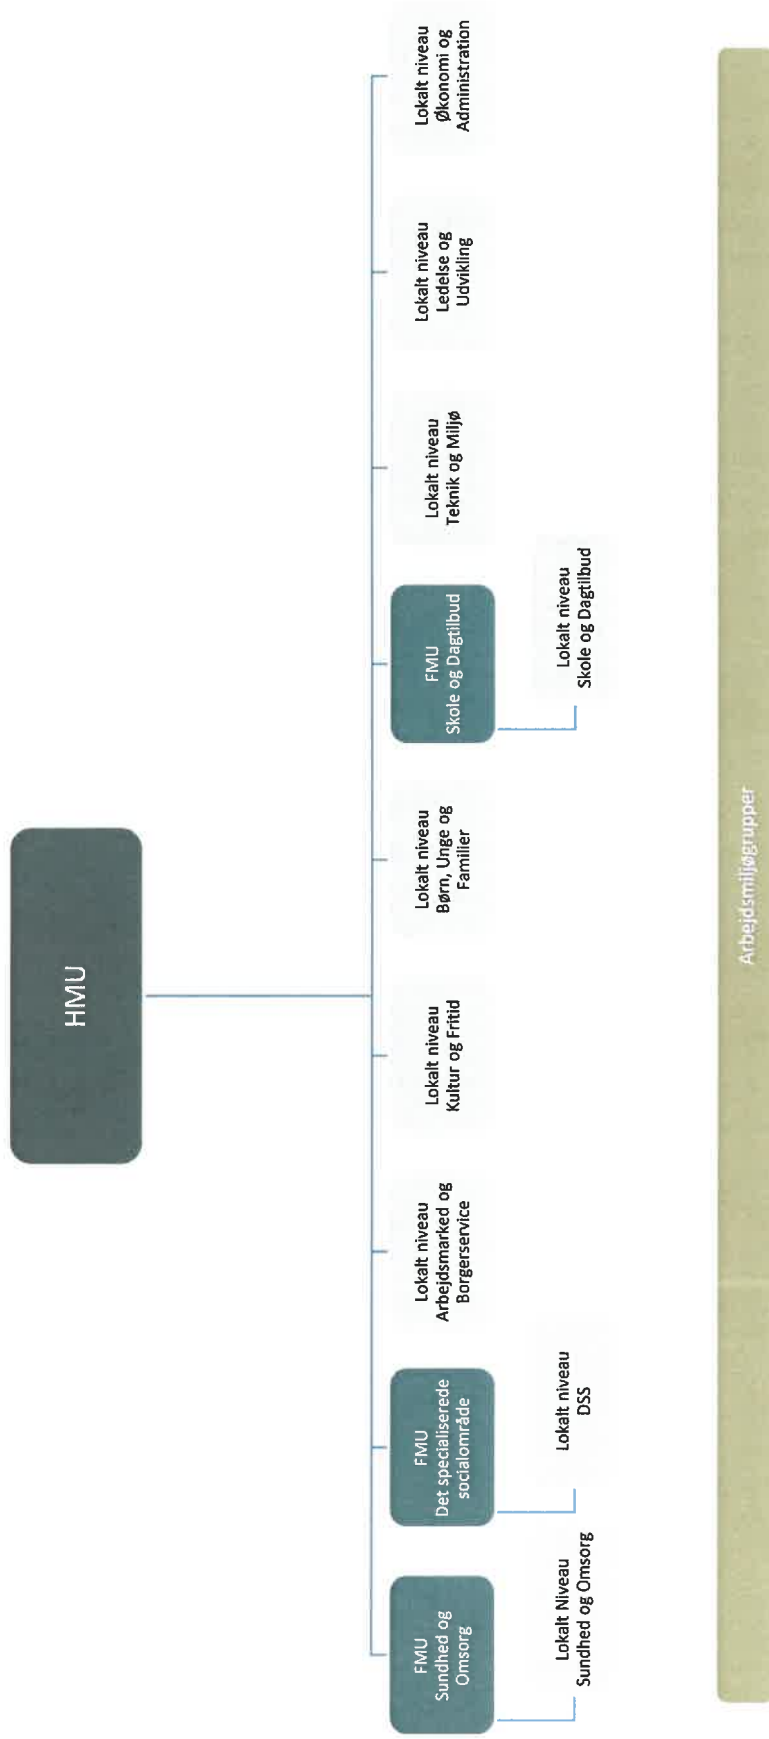 HMU
FMU
Sundhed og
Omsorg
FMU
Det specialiserede
socialområde
Lokalt niveau
Arbejdsmarked og
Borgerservice
Lokalt niveau
Kultur og Fritid
Lokalt niveau
Børn, Unge og
Familier
FMU
Skole og Dagtilbud
Lokalt niveau
Teknik og Miljø
Lokalt niveau
Ledelse og
Udvikling
Lokalt niveau
Økonomi og
Administration
Lokalt Niveau
Sundhed og Omsorg
Lokalt niveau
DSS
Lokalt niveau
Skole og Dagtilbud
Arbejdsmiljøgrupper